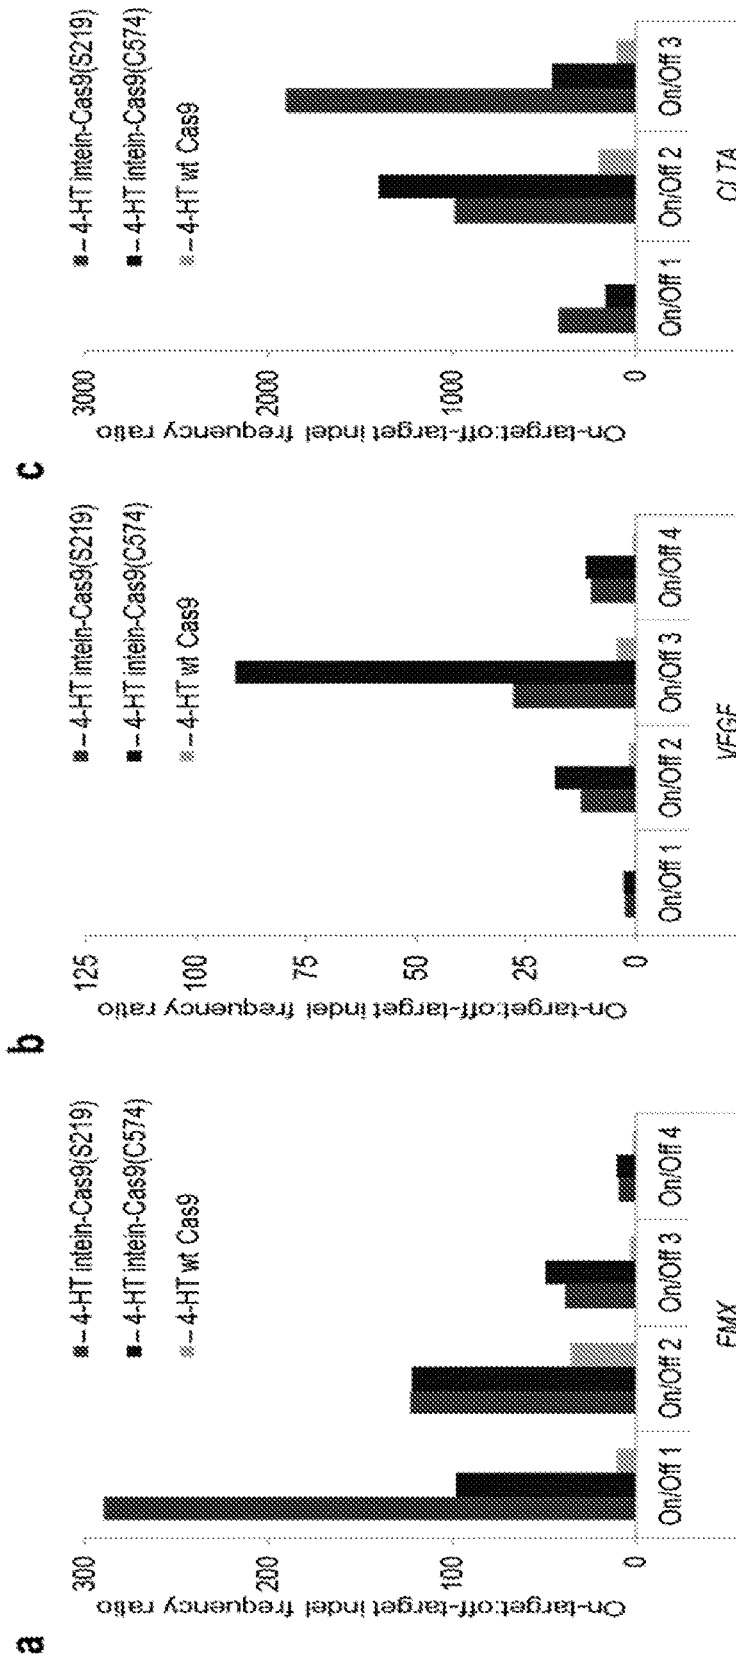 a
On-target:off-target indel frequency ratio
300
200
100
0
– 4-HT intein-Cas9(S219)
– 4-HT intein-Cas9(C574)
– 4-HT wt Cas9
On/Off 1
On/Off 2
On/Off 3
On/Off 4
EMX
b
On-target:off-target indel frequency ratio
125
100
75
50
25
0
– 4-HT intein-Cas9(S219)
– 4-HT intein-Cas9(C574)
– 4-HT wt Cas9
On/Off 1
On/Off 2
On/Off 3
On/Off 4
VEGF
c
On-target:off-target indel frequency ratio
3000
2000
1000
0
– 4-HT intein-Cas9(S219)
– 4-HT intein-Cas9(C574)
– 4-HT wt Cas9
On/Off 1
On/Off 2
On/Off 3
CLTA